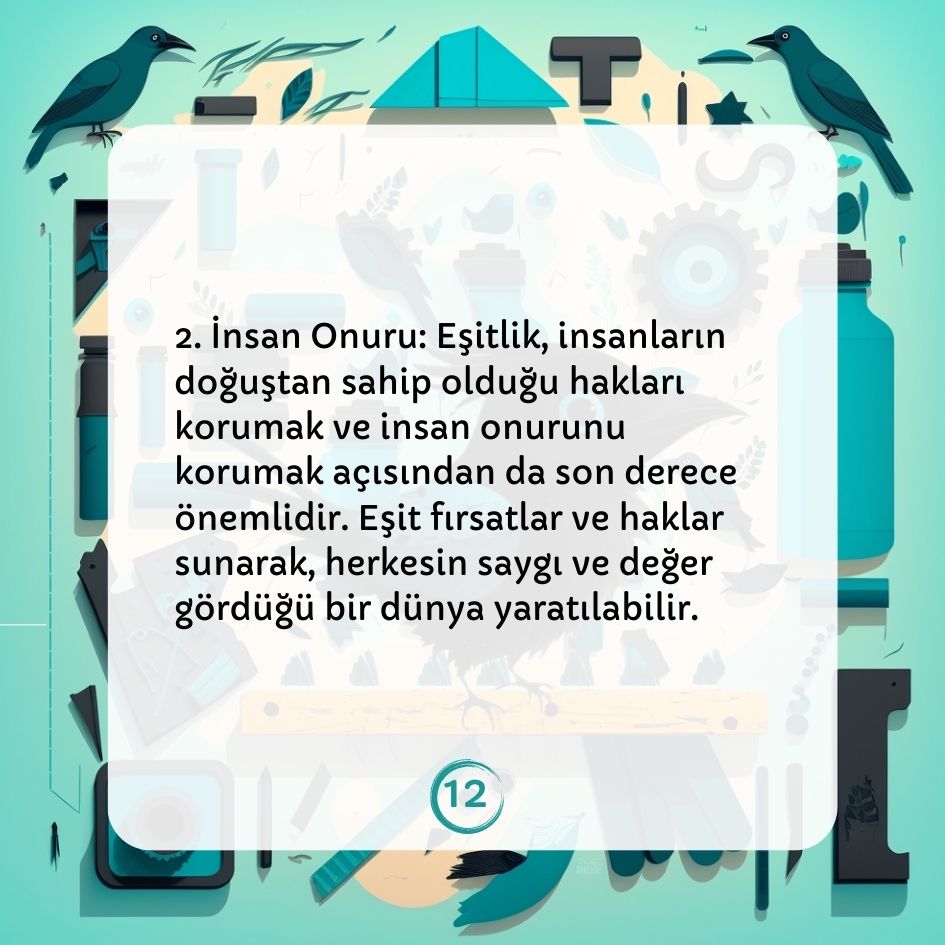 2. İnsan Onuru: Eşitlik, insanların
doğuştan sahip olduğu hakları
korumak ve insan onurunu
korumak açısından da son derece
önemlidir. Eşit fırsatlar ve haklar
sunarak, herkesin saygı ve değer
gördüğü bir dünya yaratılabilir.
12